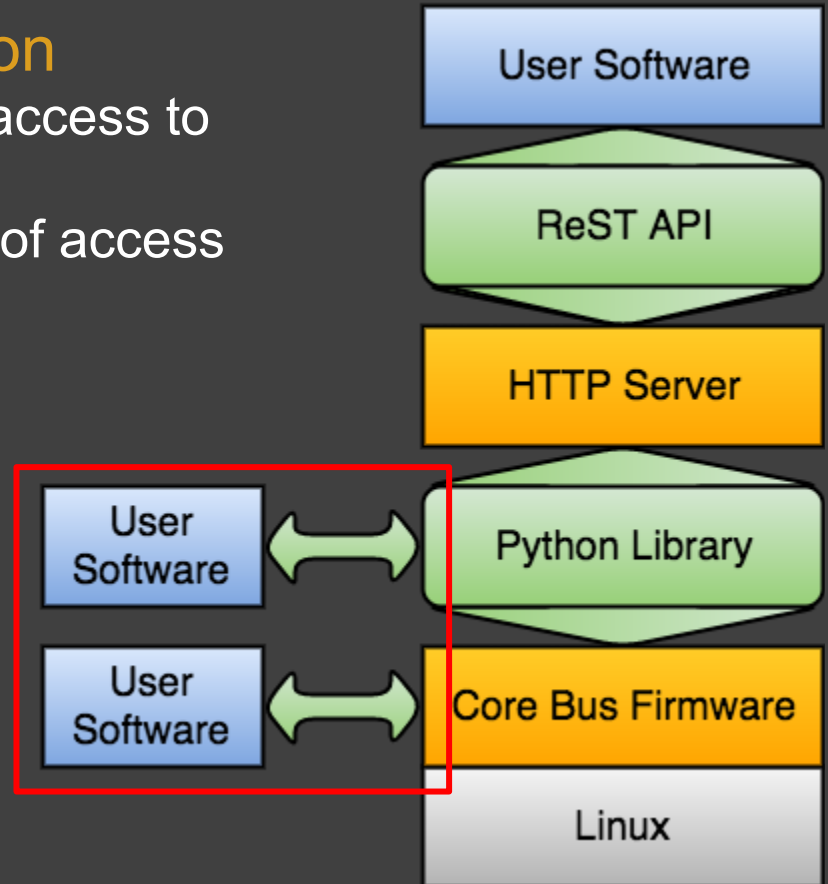 on
access to
of access
User Software
ReST API
HTTP Server
User
Software
Python Library
User
Software
Core Bus Firmware
Linux